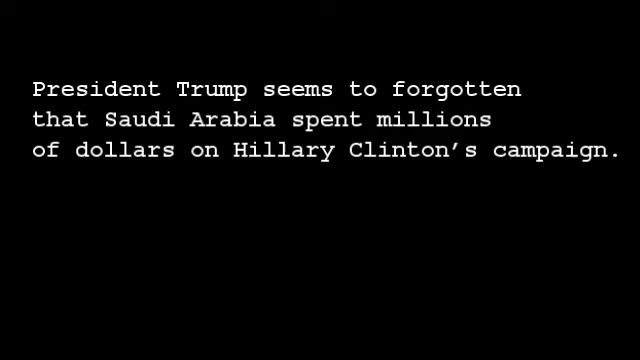 President Trump seems to forgotten
that Saudi Arabia spent millions
of dollars on Hillary Clinton’s campaign.